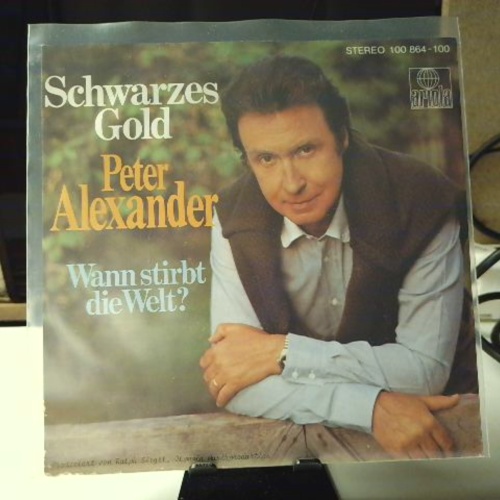 STEREO 100 864-100
ariola
Schwarzes
Gold
Peter
Alexander
Wann stirbt
die Welt?